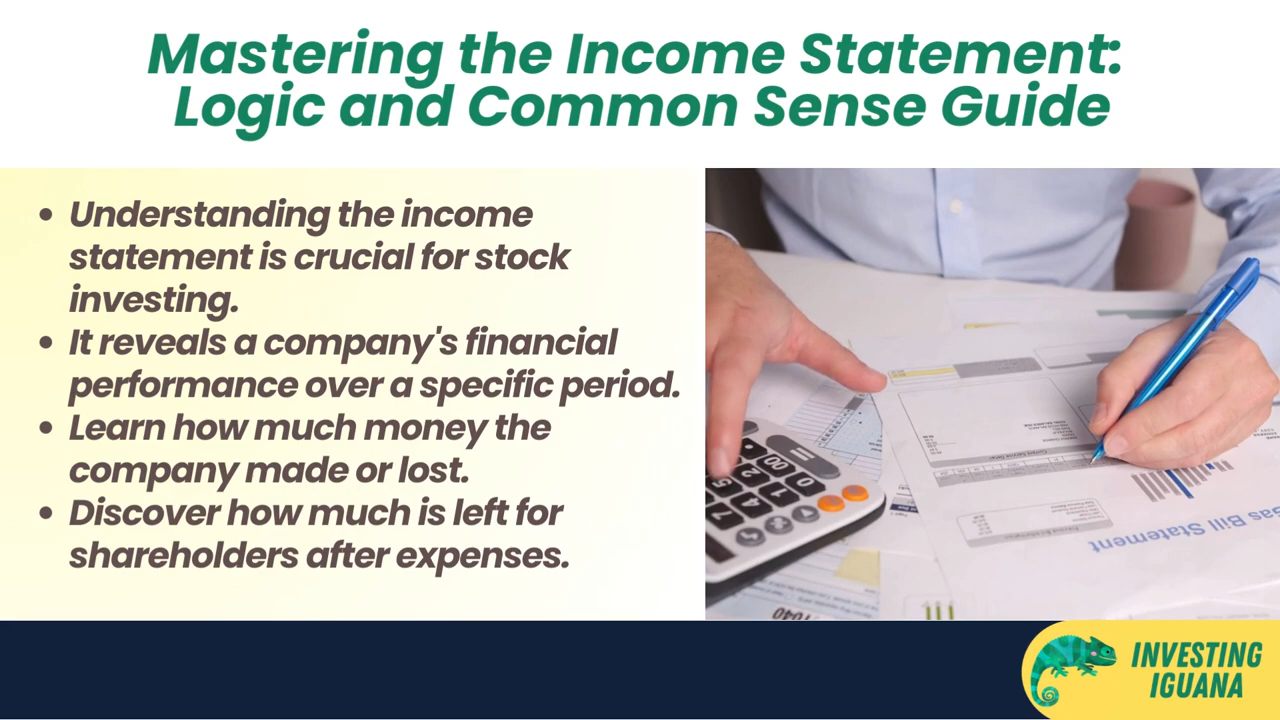 Mastering the Income Statement:
Logic and Common Sense Guide
• Understanding the income
statement is crucial for stock
investing.
• It reveals a company's financial
performance over a specific period.
• Learn how much money the
company made or lost.
• Discover how much is left for
shareholders after expenses.
Gas Bill Statement
1040
INVESTING
IGUANA